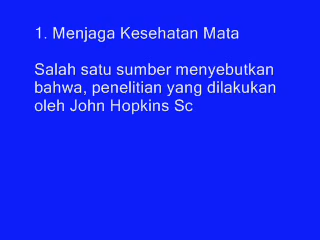 1. Menjaga Kesehatan Mata
Salah satu sumber menyebutkan
bahwa, penelitian yang dilakukan
oleh John Hopkins Sc